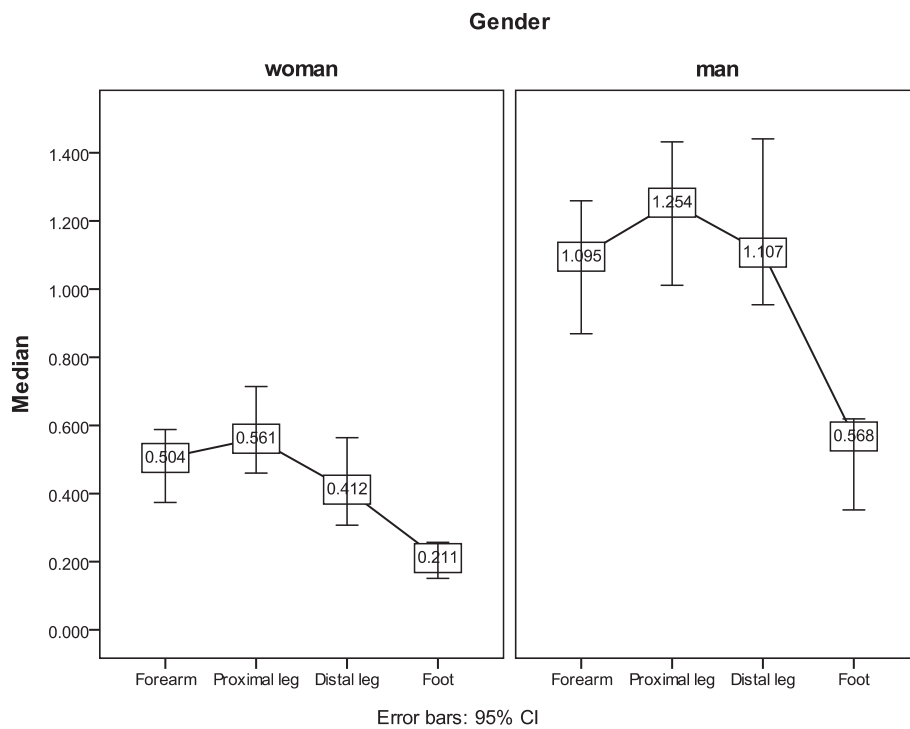 Gender
woman
man
Median
1.400
1.200
1.000
0.800
0.600
0.400
0.200
0.000
0.504
0.561
0.412
0.211
1.095
1.254
1.107
0.568
Forearm Proximal leg Distal leg Foot
Forearm Proximal leg Distal leg Foot
Error bars: 95% CI